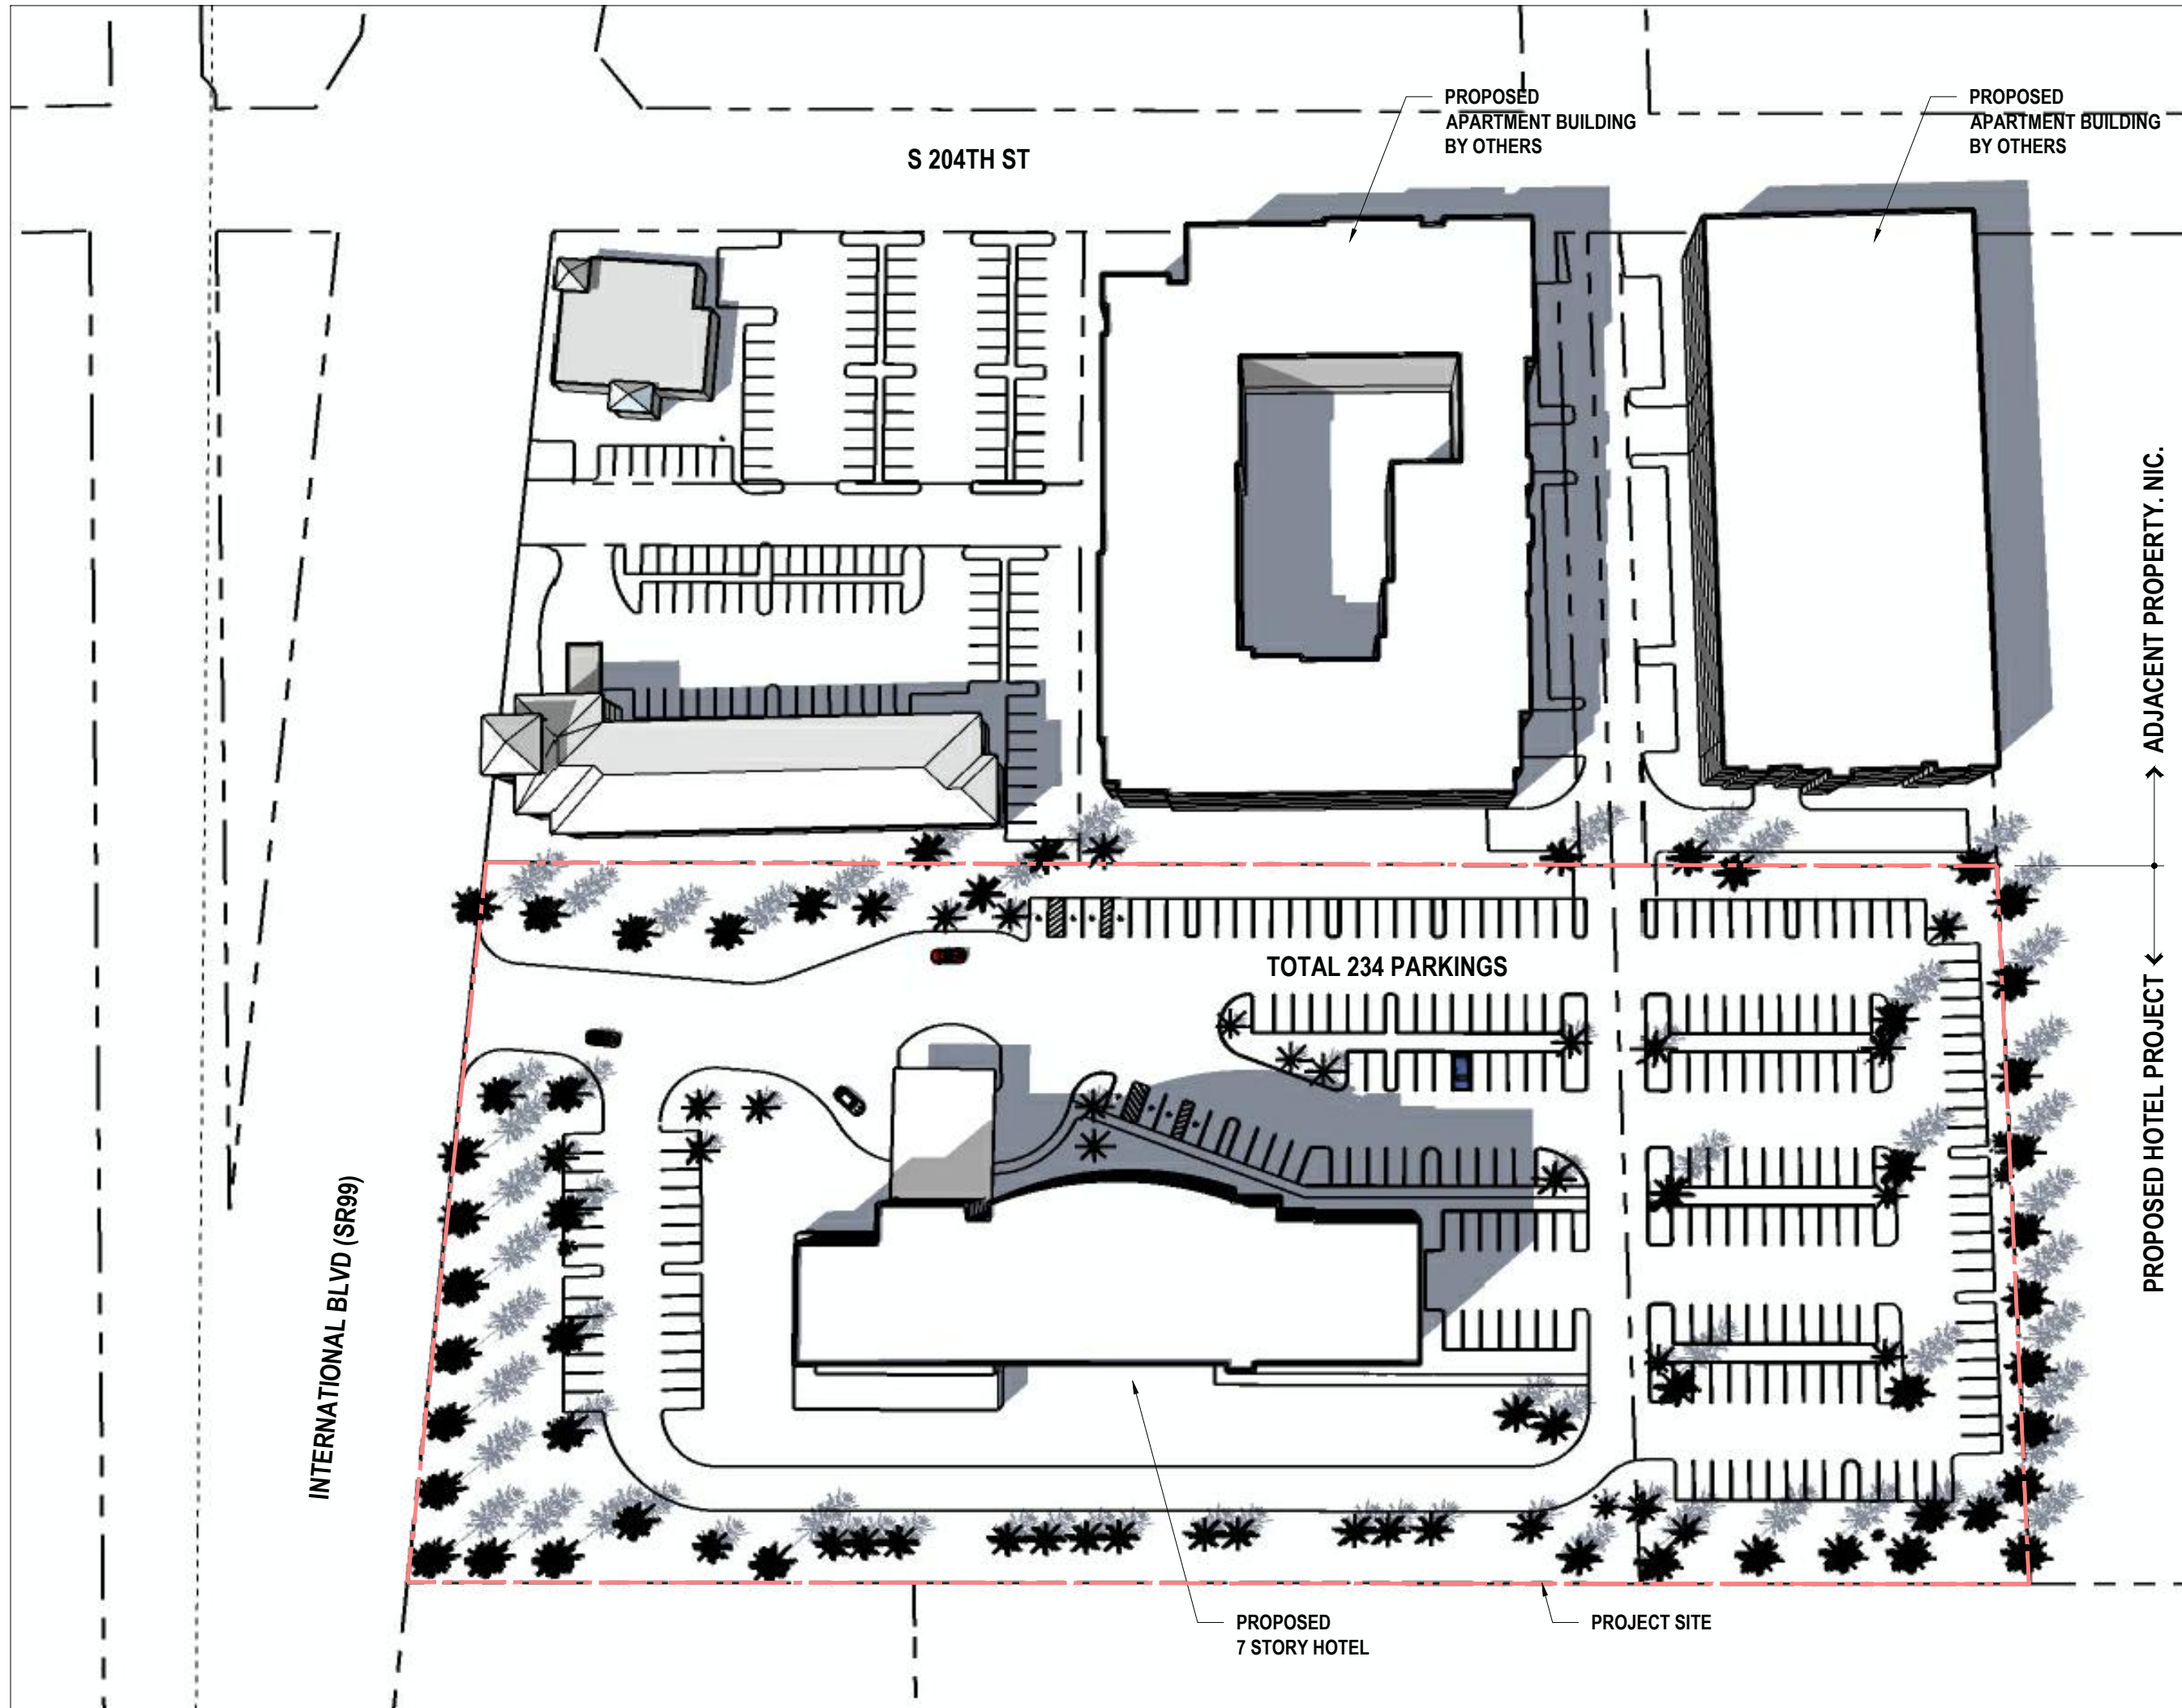 PROPOSED
APARTMENT BUILDING
BY OTHERS
PROPOSED
APARTMENT BUILDING
BY OTHERS
S 204TH ST
ADJACENT PROPERTY. NIC.
PROPOSED HOTEL PROJECT
TOTAL 234 PARKINGS
INTERNATIONAL BLVD (SR99)
PROPOSED
7 STORY HOTEL
PROJECT SITE